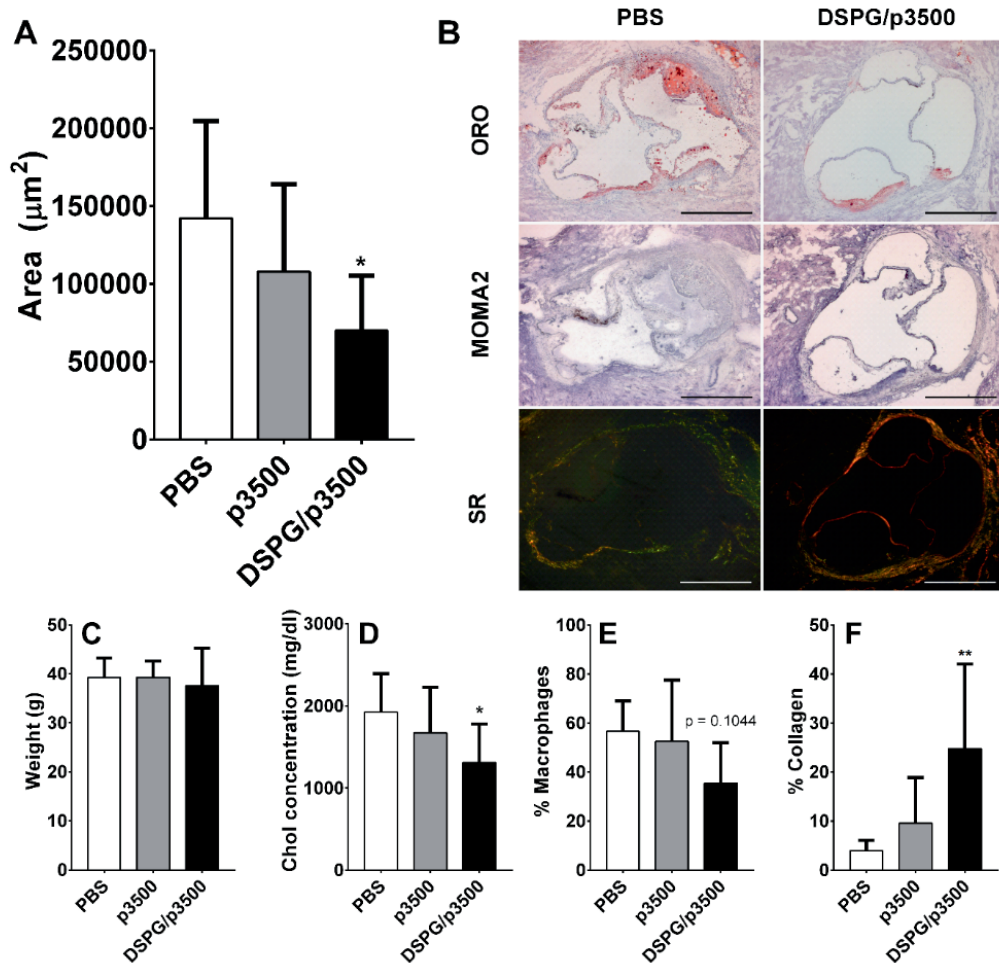 A
Area (μm²)
250000
200000
150000
100000
50000
0
*
PBS
p3500
DSPG/p3500
B
PBS
DSPG/p3500
ORO
MOMA2
SR
C
Weight (g)
50
40
30
20
10
0
PBS
p3500
DSPG/p3500
D
Chol concentration (mg/dl)
3000
2000
1000
0
*
PBS
p3500
DSPG/p3500
E
% Macrophages
100
80
60
40
20
0
p = 0.1044
PBS
p3500
DSPG/p3500
F
% Collagen
50
40
30
20
10
0
**
PBS
p3500
DSPG/p3500